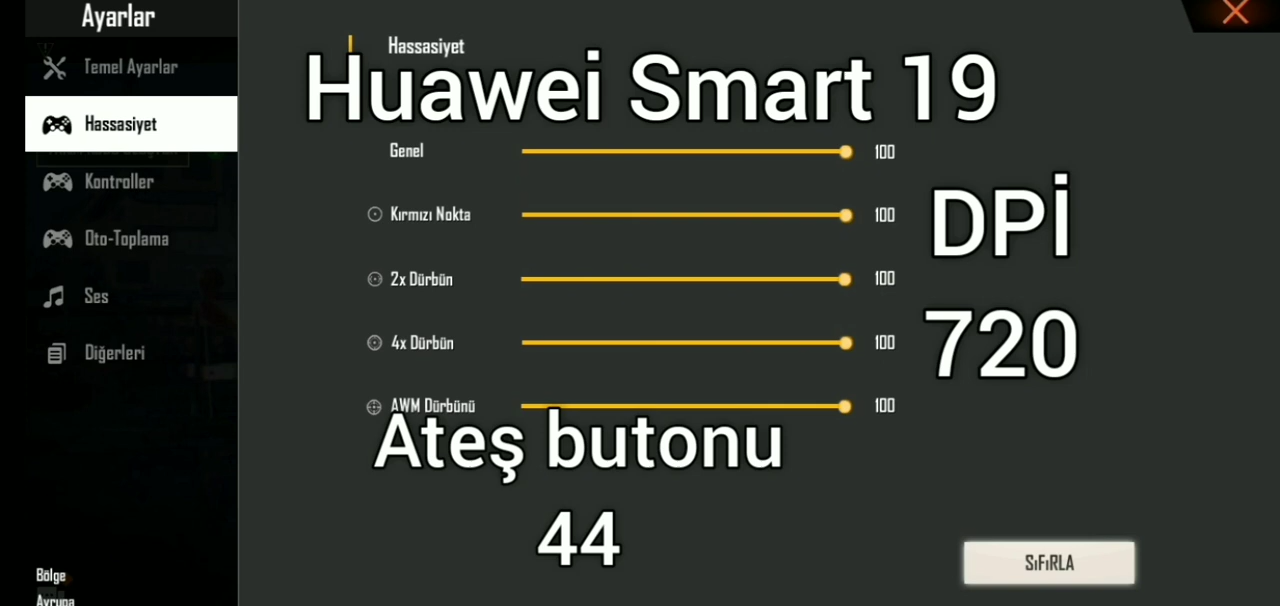 Ayarlar
Temel Ayarlar
Hassasiyet
Kontroller
Oto-Toplama
Ses
Diğerleri
Bölge
Avrupa
Hassasiyet
Huawei Smart 19
Genel 100
Kırmızı Nokta 100
2x Dürbün 100
4x Dürbün 100
AWM Dürbünü 100
DPİ
720
Ateş butonu
44
SıFıRLA